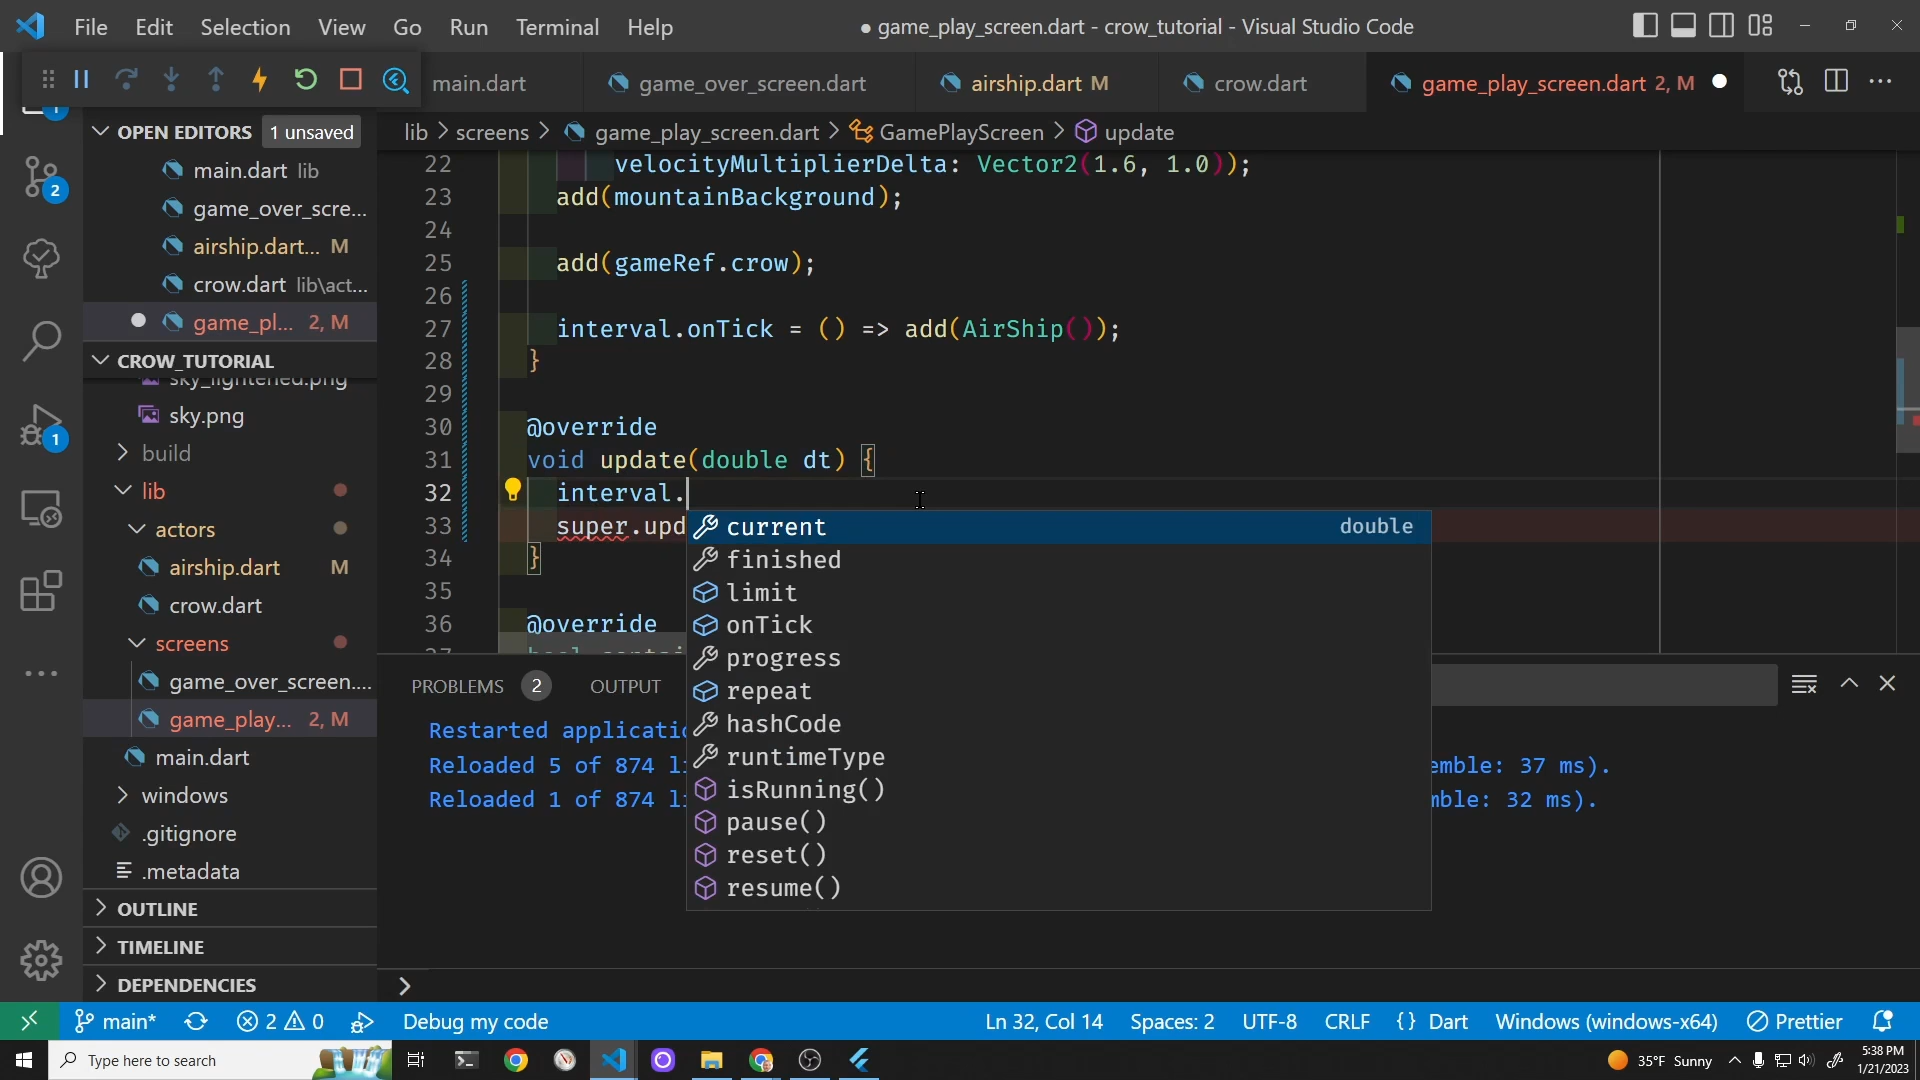 File Edit Selection View Go Run Terminal Help
● game_play_screen.dart - crow_tutorial - Visual Studio Code
main.dart
game_over_screen.dart
airship.dart M
crow.dart
game_play_screen.dart 2, M
OPEN EDITORS 1 unsaved
main.dart lib
game_over_scre...
airship.dart... M
crow.dart lib\act...
game_pl... 2, M
CROW_TUTORIAL
sky_lightened.png
sky.png
build
lib
actors
airship.dart M
crow.dart
screens
game_over_screen....
game_play... 2, M
main.dart
windows
.gitignore
.metadata
OUTLINE
TIMELINE
DEPENDENCIES
1
2
1
lib > screens > game_play_screen.dart > GamePlayScreen > update
22 velocityMultiplierDelta: Vector2(1.6, 1.0));
23 add(mountainBackground);
24
25 add(gameRef.crow);
26
27 interval.onTick = () => add(AirShip());
28 }
29
30 @override
31 void update(double dt) {
32 interval.
33 super.upd
34 }
35
36 @override
37
current double
finished
limit
onTick
progress
repeat
hashCode
runtimeType
isRunning()
pause()
reset()
resume()
PROBLEMS 2 OUTPUT
Restarted applicatio
Reloaded 5 of 874 li emble: 37 ms).
Reloaded 1 of 874 li mble: 32 ms).
>
main* 2 0 Debug my code Ln 32, Col 14 Spaces: 2 UTF-8 CRLF {} Dart Windows (windows-x64) Prettier
Type here to search
35°F Sunny
5:38 PM
1/21/2023